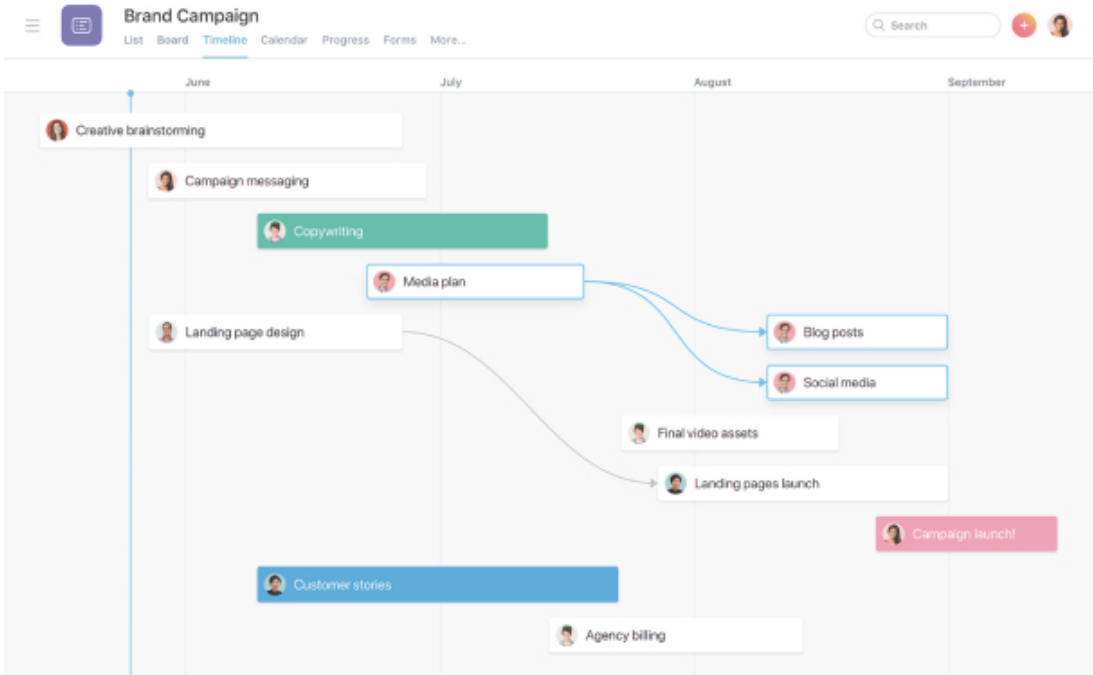 Brand Campaign
List Board Timeline Calendar Progress Forms More...
Search
June July August September
Creative brainstorming
Campaign messaging
Copywriting
Media plan
Landing page design
Blog posts
Social media
Final video assets
Landing pages launch
Campaign launch!
Customer stories
Agency billing